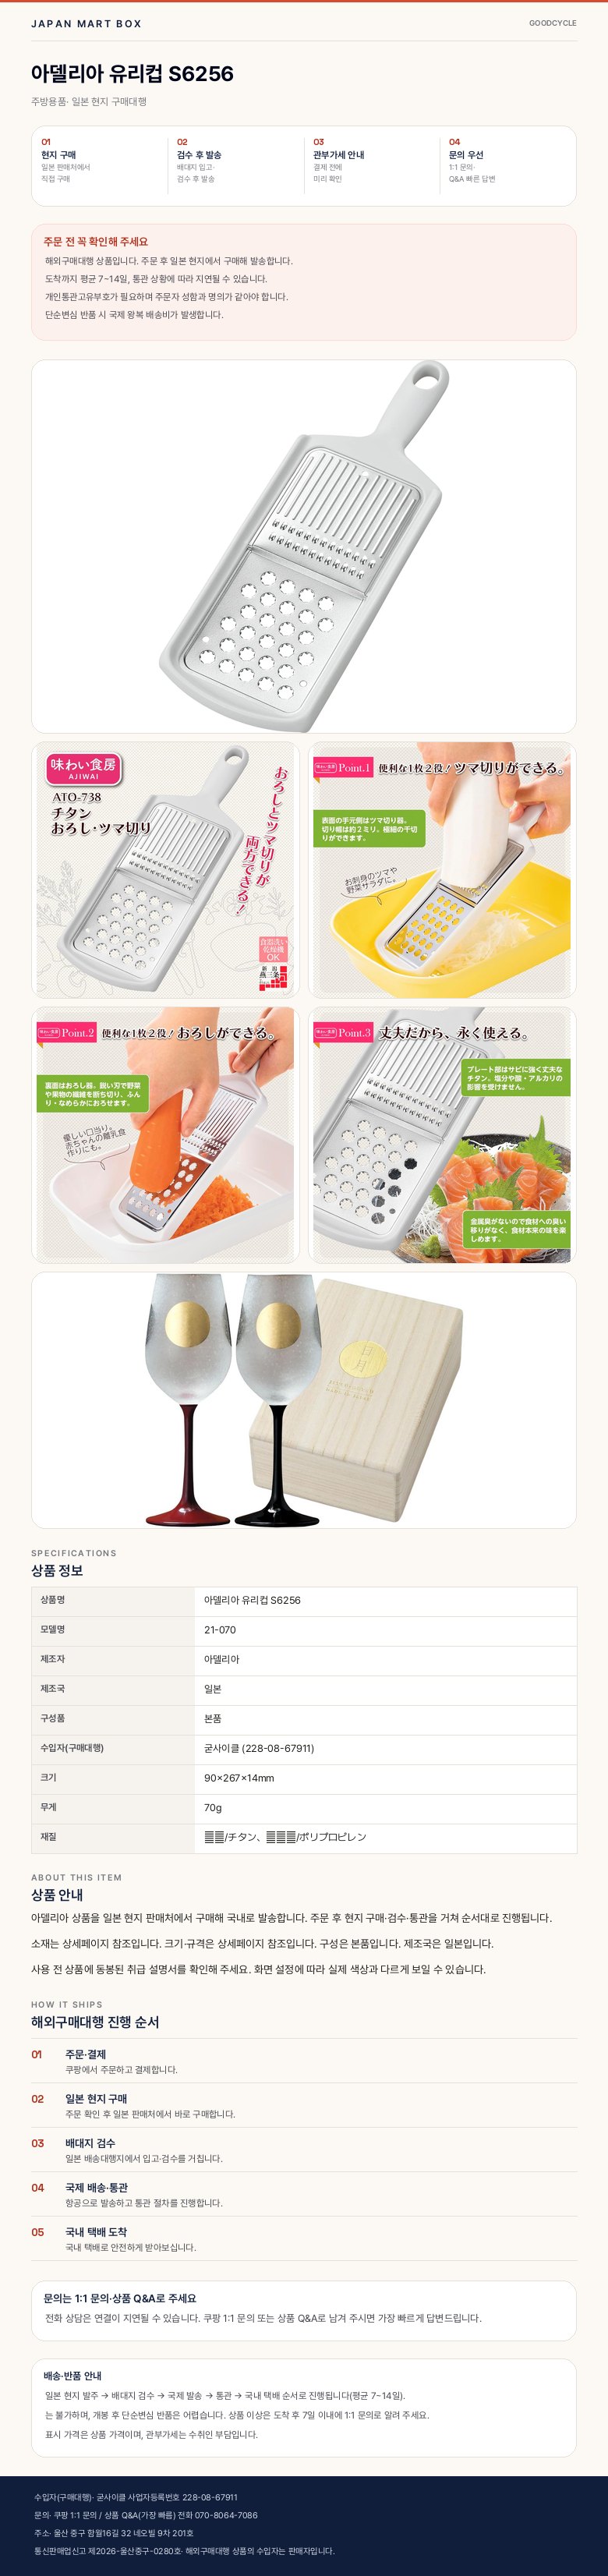 JAPAN MART BOX
GOODCYCLE
아델리아 유리컵 S6256
주방용품· 일본 현지 구매대행
01
현지 구매
일본 판매처에서
직접 구매
02
검수 후 발송
배대지 입고·
검수 후 발송
03
관부가세 안내
결제 전에
미리 확인
04
문의 우선
1:1 문의·
Q&A 빠른 답변
주문 전 꼭 확인해 주세요
해외구매대행 상품입니다. 주문 후 일본 현지에서 구매해 발송합니다.
도착까지 평균 7~14일, 통관 상황에 따라 지연될 수 있습니다.
개인통관고유부호가 필요하며 주문자 성함과 명의가 같아야 합니다.
단순변심 반품 시 국제 왕복 배송비가 발생합니다.
味わい食房
AJIWAI
ATO-738
チタン
おろし・ツマ切り
おろしとツマ切りが
両方できる!
食器洗い
乾燥機
OK
新潟
燕三条
味わい食房
Point.1
便利な1枚2役! ツマ切りができる。
表面の手元側はツマ切り器。
切り幅は約2ミリ、極細の千切
りができます。
お刺身のツマや
野菜サラダに。
味わい食房
Point.2
便利な1枚2役! おろしができる。
裏面はおろし器。鋭い刃で野菜
や果物の繊維を断ち切り、ふん
わり・なめらかにおろせます。
優しい口当り。
赤ちゃんの離乳食
作りにも。
味わい食房
Point.3
丈夫だから、永く使える。
プレート部はサビに強く丈夫な
チタン。塩分や酸・アルカリの
影響を受けません。
金属臭がないので食材への臭い
移りがなく、食材本来の味を楽
しめます。
SPECIFICATIONS
상품 정보
상품명 아델리아 유리컵 S6256
모델명 21-070
제조자 아델리아
제조국 일본
구성품 본품
수입자(구매대행) 굳사이클 (228-08-67911)
크기 90×267×14mm
무게 70g
재질 /チタン、/ポリプロピレン
ABOUT THIS ITEM
상품 안내
아델리아 상품을 일본 현지 판매처에서 구매해 국내로 발송합니다. 주문 후 현지 구매·검수·통관을 거쳐 순서대로 진행됩니다.
소재는 상세페이지 참조입니다. 크기·규격은 상세페이지 참조입니다. 구성은 본품입니다. 제조국은 일본입니다.
사용 전 상품에 동봉된 취급 설명서를 확인해 주세요. 화면 설정에 따라 실제 색상과 다르게 보일 수 있습니다.
HOW IT SHIPS
해외구매대행 진행 순서
01 주문·결제
쿠팡에서 주문하고 결제합니다.
02 일본 현지 구매
주문 확인 후 일본 판매처에서 바로 구매합니다.
03 배대지 검수
일본 배송대행지에서 입고·검수를 거칩니다.
04 국제 배송·통관
항공으로 발송하고 통관 절차를 진행합니다.
05 국내 택배 도착
국내 택배로 안전하게 받아보십니다.
문의는 1:1 문의·상품 Q&A로 주세요
전화 상담은 연결이 지연될 수 있습니다. 쿠팡 1:1 문의 또는 상품 Q&A로 남겨 주시면 가장 빠르게 답변드립니다.
배송·반품 안내
일본 현지 발주 → 배대지 검수 → 국제 발송 → 통관 → 국내 택배 순서로 진행됩니다(평균 7~14일).
는 불가하며, 개봉 후 단순변심 반품은 어렵습니다. 상품 이상은 도착 후 7일 이내에 1:1 문의로 알려 주세요.
표시 가격은 상품 가격이며, 관부가세는 수취인 부담입니다.
수입자(구매대행)· 굳사이클 사업자등록번호 228-08-67911
문의· 쿠팡 1:1 문의 / 상품 Q&A(가장 빠름) 전화 070-8064-7086
주소· 울산 중구 함월16길 32 네오빌 9차 201호
통신판매업신고 제2026-울산중구-0280호· 해외구매대행 상품의 수입자는 판매자입니다.